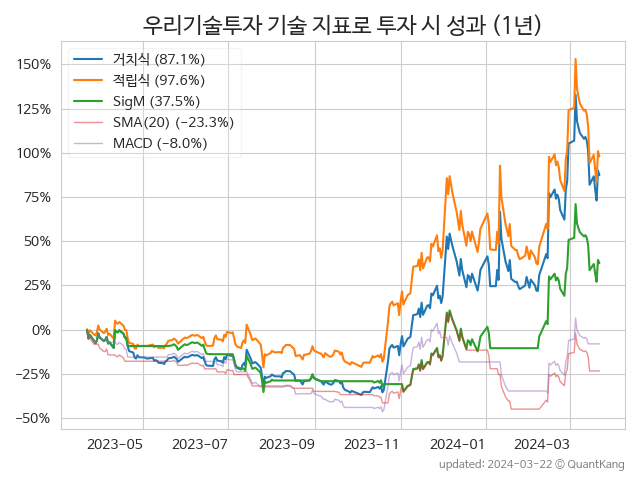 우리기술투자 기술 지표로 투자 시 성과 (1년)
거치식 (87.1%)
적립식 (97.6%)
SigM (37.5%)
SMA(20) (−23.3%)
MACD (−8.0%)
150%
125%
100%
75%
50%
25%
0%
−25%
−50%
2023-05 2023-07 2023-09 2023-11 2024-01 2024-03
updated: 2024-03-22 © QuantKang